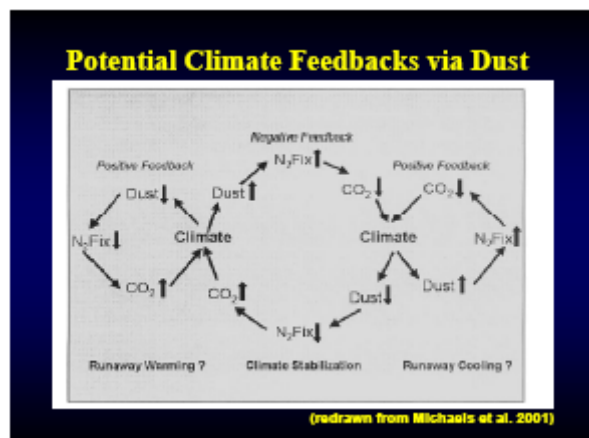 Potential Climate Feedbacks via Dust
Negative Feedback
N₂Fix⬆
Positive Feedback
Positive Feedback
Dust⬇
Dust⬆
CO₂⬇
CO₂⬇
N₂Fix⬇
Climate
Climate
N₂Fix⬆
CO₂⬆
CO₂⬆
Dust⬇
Dust⬆
N₂Fix⬇
Runaway Warming ?
Climate Stabilization
Runaway Cooling ?
(redrawn from Michaels et al. 2001)